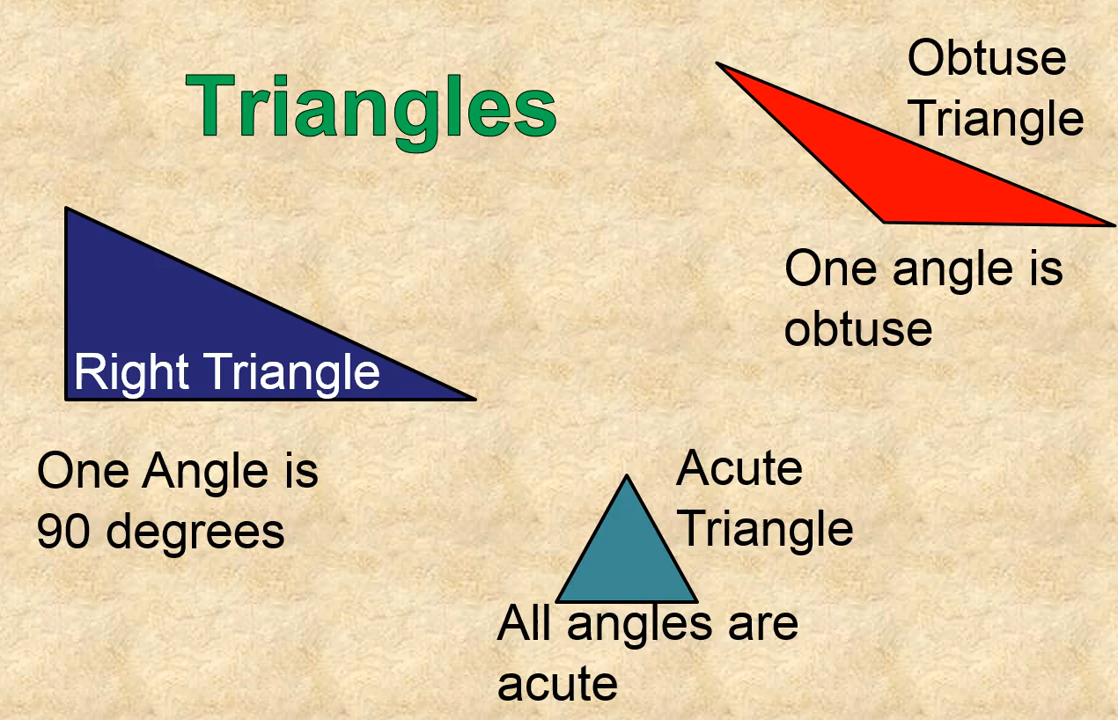 Triangles
Obtuse
Triangle
One angle is
obtuse
Right Triangle
One Angle is
90 degrees
Acute
Triangle
All angles are
acute